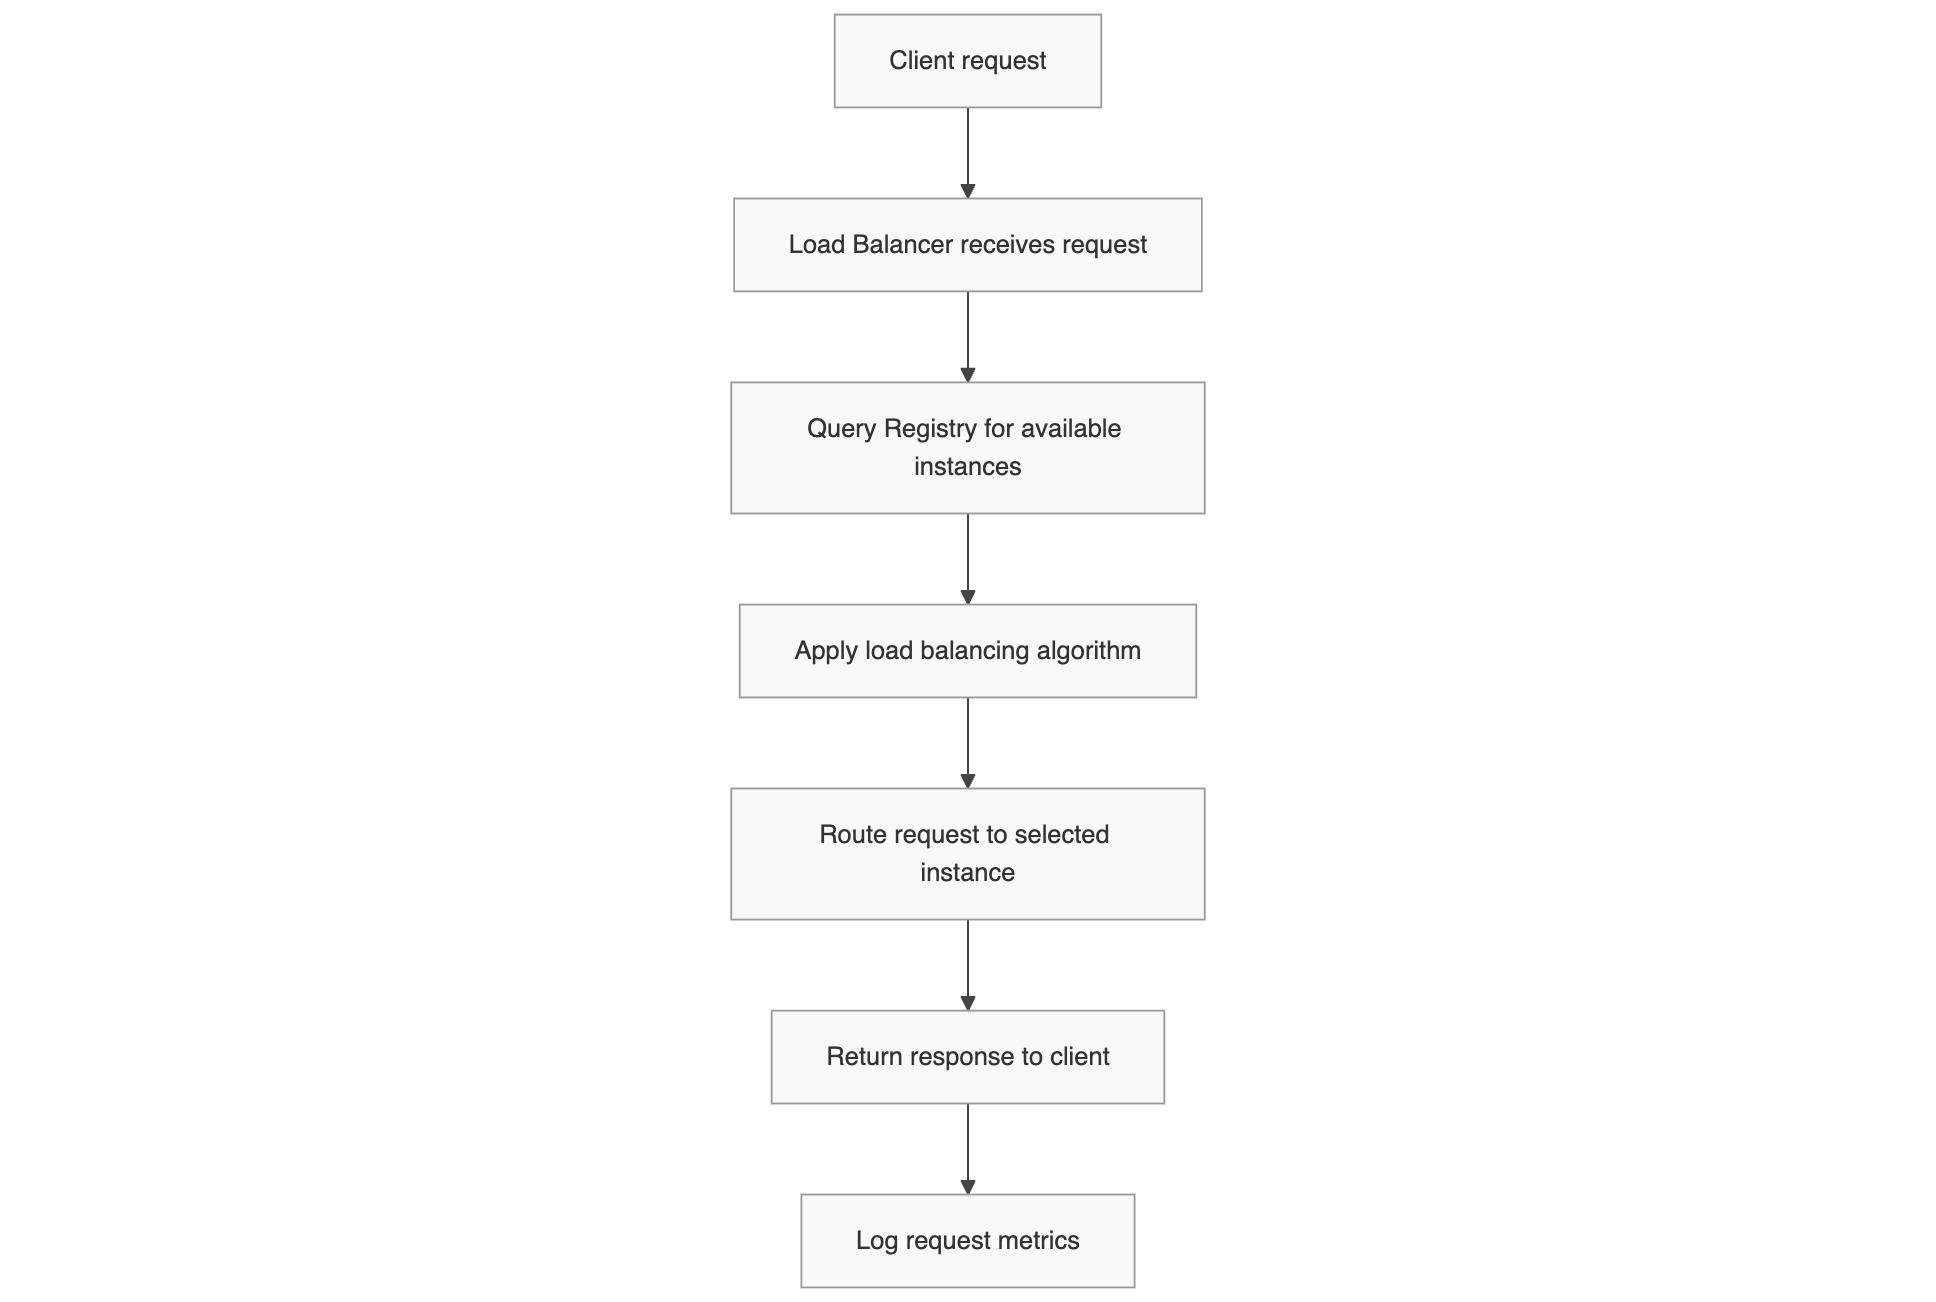 Client request
Load Balancer receives request
Query Registry for available
instances
Apply load balancing algorithm
Route request to selected
instance
Return response to client
Log request metrics